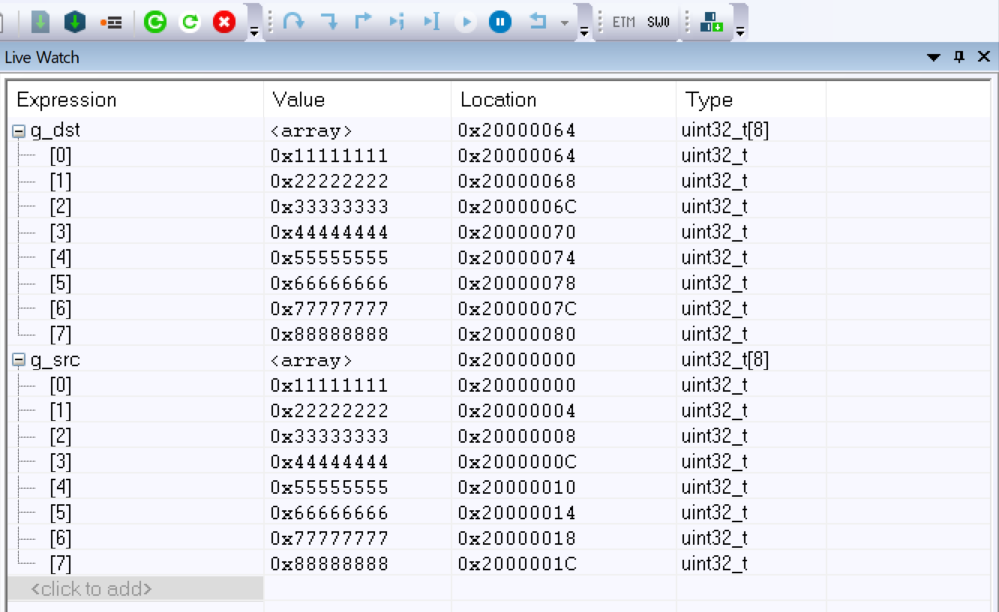 ETM SWO
Live Watch
Expression Value Location Type
g_dst <array> 0x20000064 uint32_t[8]
[0] 0x11111111 0x20000064 uint32_t
[1] 0x22222222 0x20000068 uint32_t
[2] 0x33333333 0x2000006C uint32_t
[3] 0x44444444 0x20000070 uint32_t
[4] 0x55555555 0x20000074 uint32_t
[5] 0x66666666 0x20000078 uint32_t
[6] 0x77777777 0x2000007C uint32_t
[7] 0x88888888 0x20000080 uint32_t
g_src <array> 0x20000000 uint32_t[8]
[0] 0x11111111 0x20000000 uint32_t
[1] 0x22222222 0x20000004 uint32_t
[2] 0x33333333 0x20000008 uint32_t
[3] 0x44444444 0x2000000C uint32_t
[4] 0x55555555 0x20000010 uint32_t
[5] 0x66666666 0x20000014 uint32_t
[6] 0x77777777 0x20000018 uint32_t
[7] 0x88888888 0x2000001C uint32_t
<click to add>